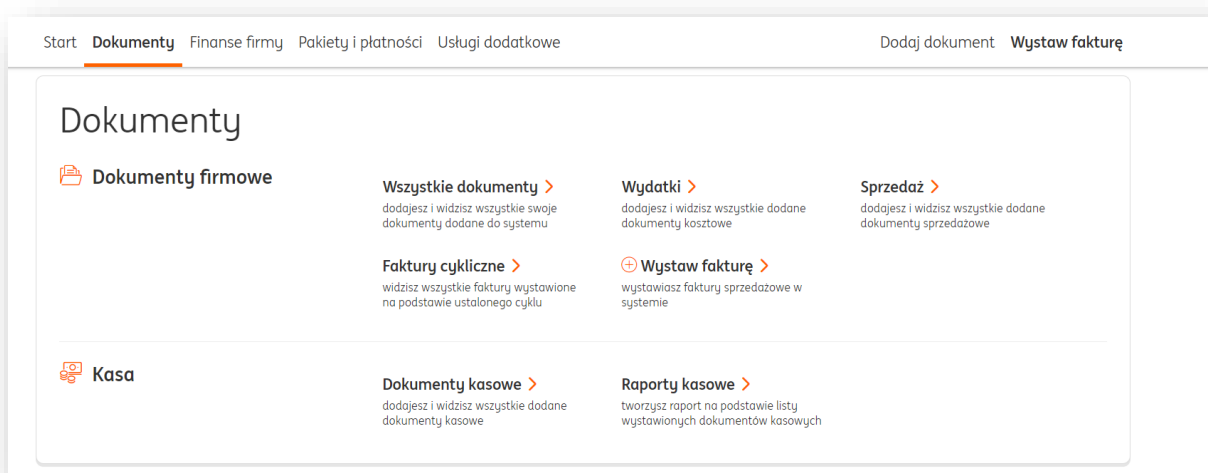 Start Dokumenty Finanse firmy Pakiety i płatności Usługi dodatkowe Dodaj dokument Wystaw fakturę
Dokumenty
Dokumenty firmowe
Wszystkie dokumenty
dodajesz i widzisz wszystkie swoje
dokumenty dodane do systemu
Wydatki
dodajesz i widzisz wszystkie dodane
dokumenty kosztowe
Sprzedaż
dodajesz i widzisz wszystkie dodane
dokumenty sprzedażowe
Faktury cykliczne
widzisz wszystkie faktury wystawione
na podstawie ustalonego cyklu
Wystaw fakturę
wystawiasz faktury sprzedażowe w
systemie
Kasa
Dokumenty kasowe
dodajesz i widzisz wszystkie dodane
dokumenty kasowe
Raporty kasowe
tworzysz raport na podstawie listy
wystawionych dokumentów kasowych